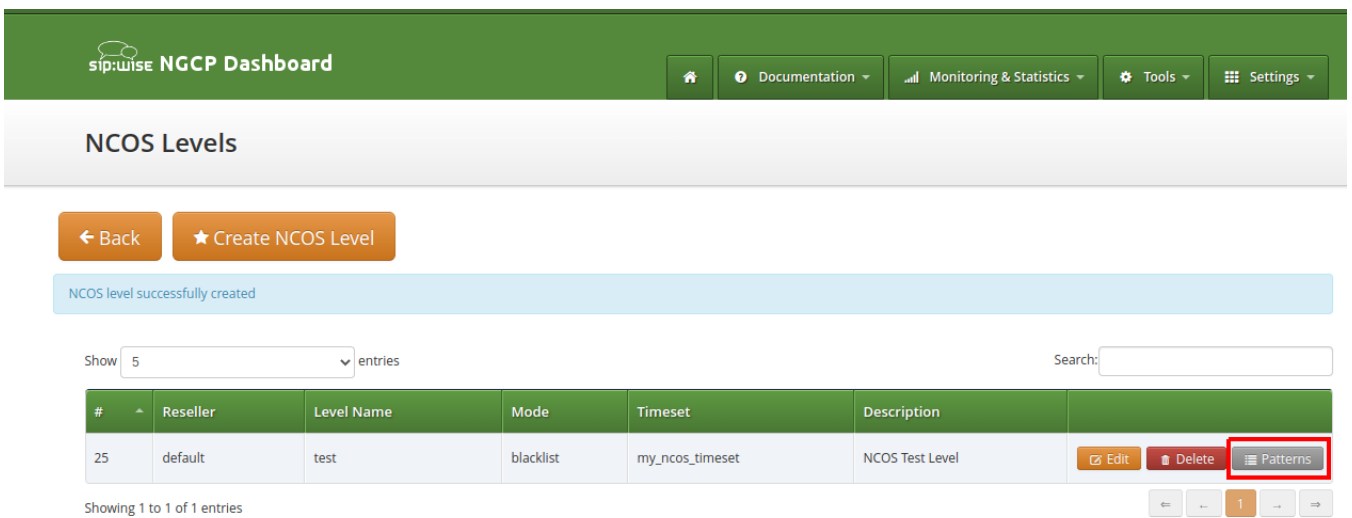 sip:wise NGCP Dashboard
Documentation
Monitoring & Statistics
Tools
Settings
NCOS Levels
Back
Create NCOS Level
NCOS level successfully created
Show 5 entries
Search:
# Reseller Level Name Mode Timeset Description
25 default test blacklist my_ncos_timeset NCOS Test Level Edit Delete Patterns
Showing 1 to 1 of 1 entries
⇐ ← 1 → ⇒